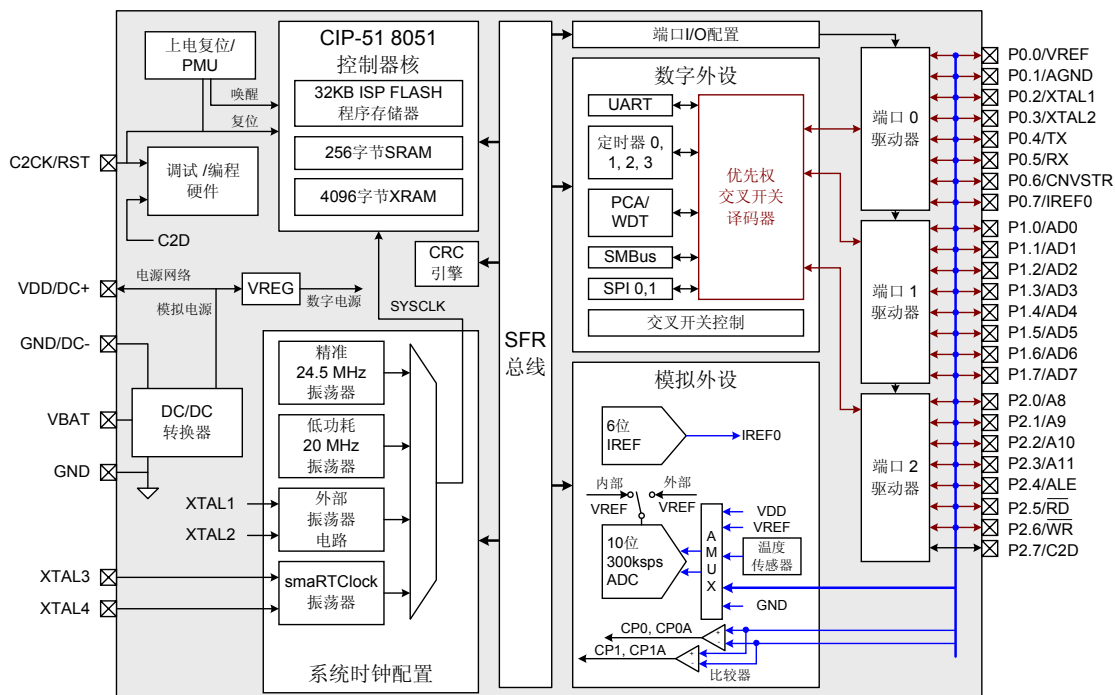 上电复位/
PMU
唤醒
复位
C2CK/RST
调试 /编程
硬件
C2D
CIP-51 8051
控制器核
32KB ISP FLASH
程序存储器
256字节SRAM
4096字节XRAM
CRC
引擎
VDD/DC+
电源网络
模拟电源
VREG
数字电源
SYSCLK
GND/DC-
VBAT
DC/DC
转换器
GND
XTAL1
XTAL2
XTAL3
XTAL4
精准
24.5 MHz
振荡器
低功耗
20 MHz
振荡器
外部
振荡器
电路
smaRTClock
振荡器
系统时钟配置
SFR
总线
端口I/O配置
数字外设
UART
定时器 0,
1, 2, 3
PCA/
WDT
SMBus
SPI 0,1
优先权
交叉开关
译码器
交叉开关控制
模拟外设
6位
IREF
IREF0
内部
VREF
外部
VREF
10位
300ksps
ADC
A
M
U
X
VDD
VREF
温度
传感器
GND
CP0, CP0A
+
-
CP1, CP1A
+
-
比较器
端口 0
驱动器
端口 1
驱动器
端口 2
驱动器
P0.0/VREF
P0.1/AGND
P0.2/XTAL1
P0.3/XTAL2
P0.4/TX
P0.5/RX
P0.6/CNVSTR
P0.7/IREF0
P1.0/AD0
P1.1/AD1
P1.2/AD2
P1.3/AD3
P1.4/AD4
P1.5/AD5
P1.6/AD6
P1.7/AD7
P2.0/A8
P2.1/A9
P2.2/A10
P2.3/A11
P2.4/ALE
P2.5/R̅D̅
P2.6/W̅R̅
P2.7/C2D